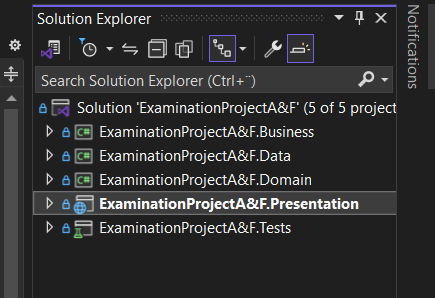 Solution Explorer
Search Solution Explorer (Ctrl+¨)
Solution 'ExaminationProjectA&F' (5 of 5 project
C# ExaminationProjectA&F.Business
C# ExaminationProjectA&F.Data
C# ExaminationProjectA&F.Domain
ExaminationProjectA&F.Presentation
ExaminationProjectA&F.Tests
Notifications